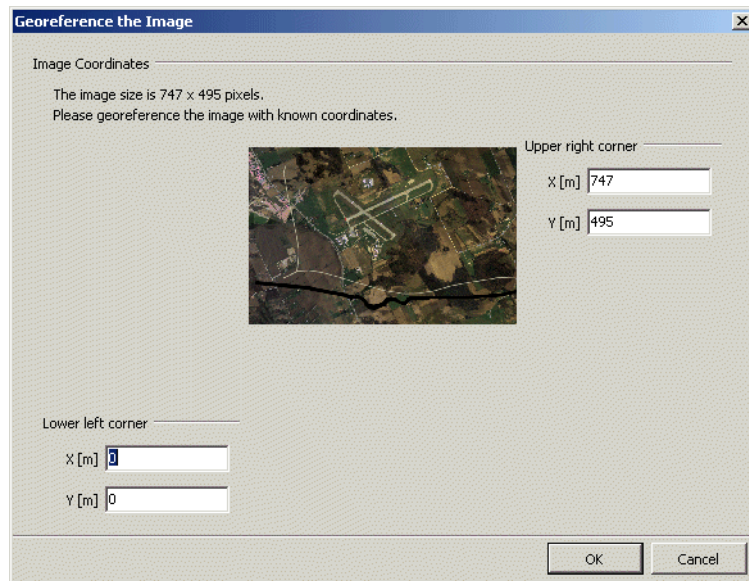 Georeference the Image
Image Coordinates
The image size is 747 x 495 pixels.
Please georeference the image with known coordinates.
Upper right corner
X [m] 747
Y [m] 495
Lower left corner
X [m] 0
Y [m] 0
OK Cancel